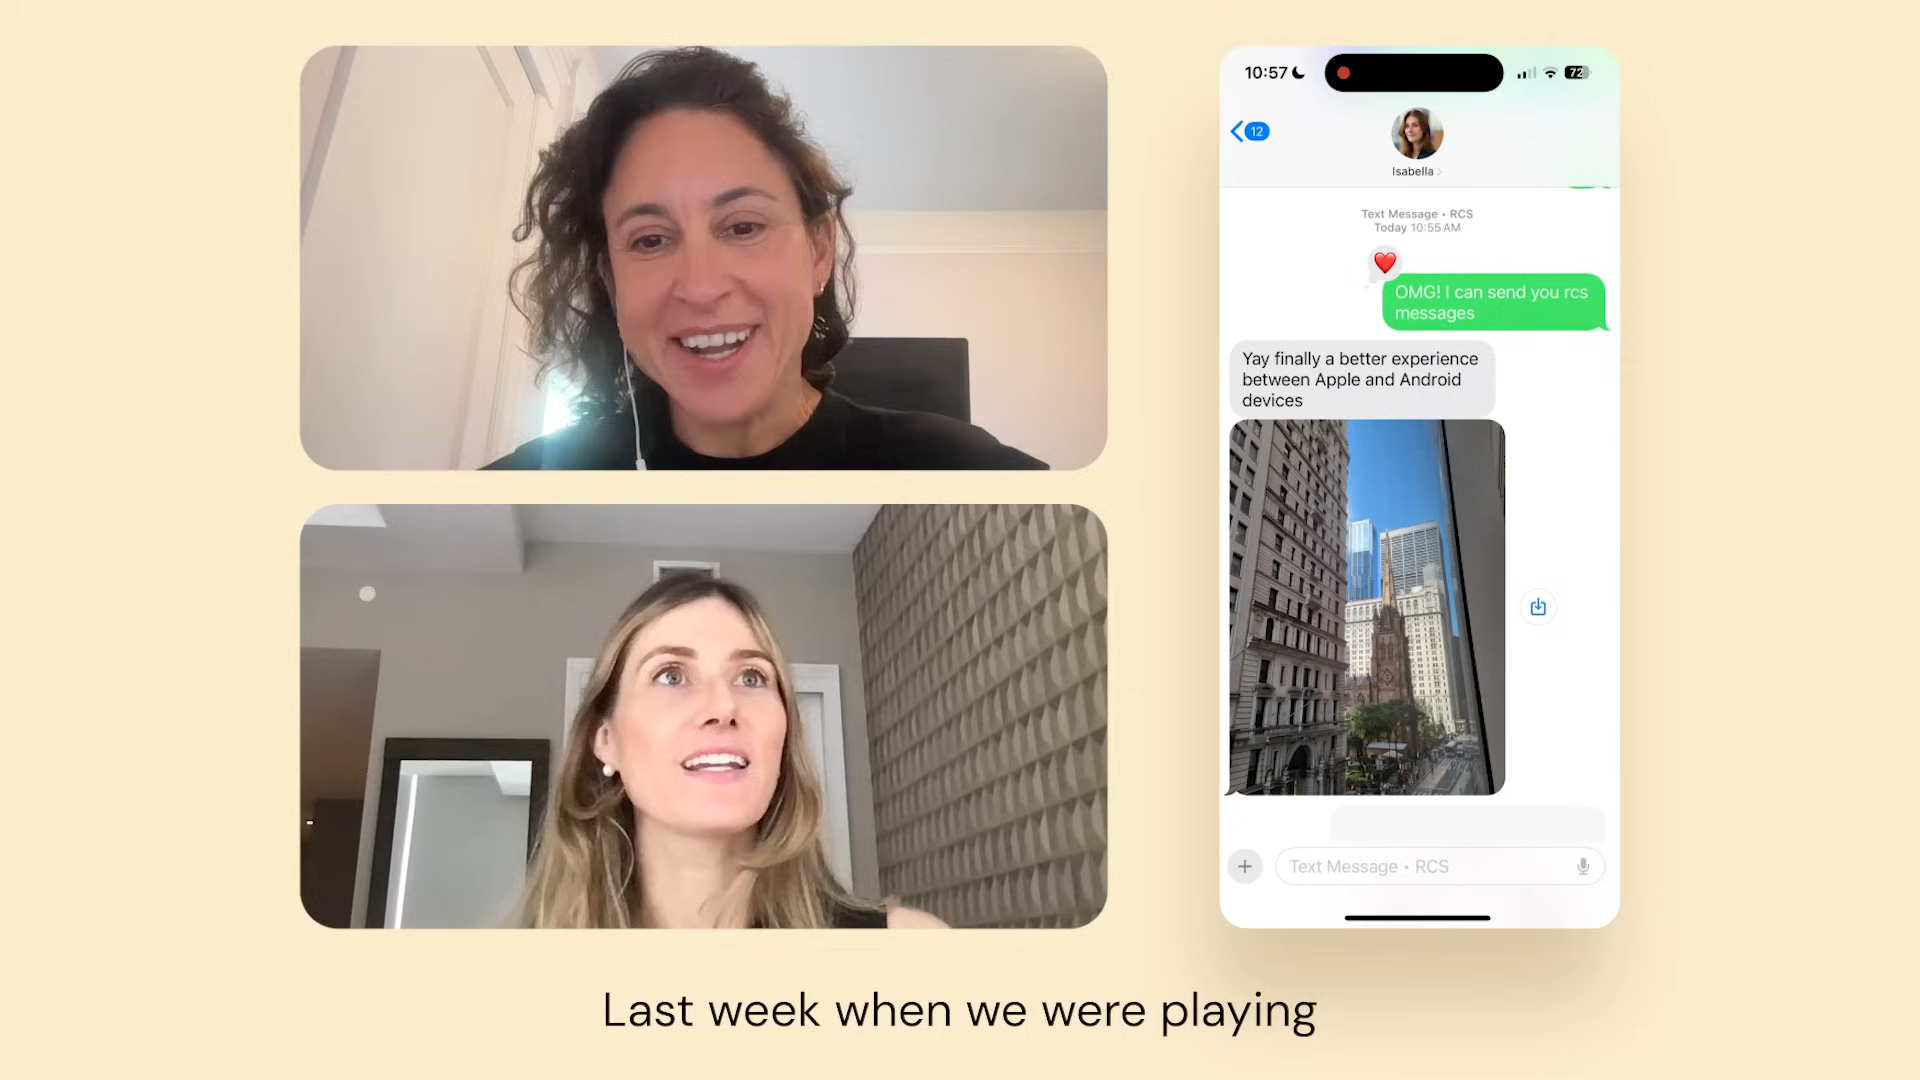 10:57
72
12
Isabella
Text Message • RCS
Today 10:55 AM
OMG! I can send you rcs
messages
Yay finally a better experience
between Apple and Android
devices
Text Message • RCS
Last week when we were playing